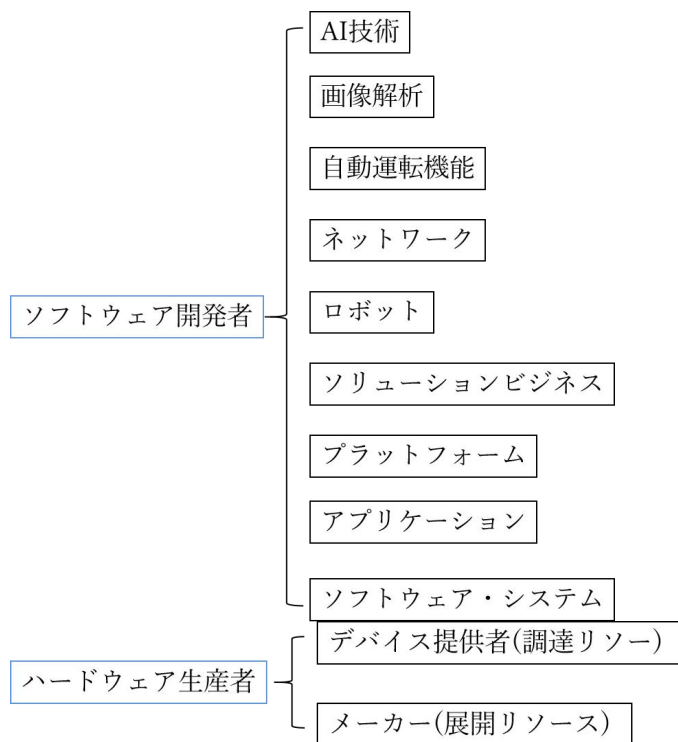 AI技術
画像解析
自動運転機能
ネットワーク
ロボット
ソフトウェア開発者
ソリューションビジネス
プラットフォーム
アプリケーション
ソフトウェア・システム
デバイス提供者(調達リソー）
ハードウェア生産者
メーカー(展開リソース）